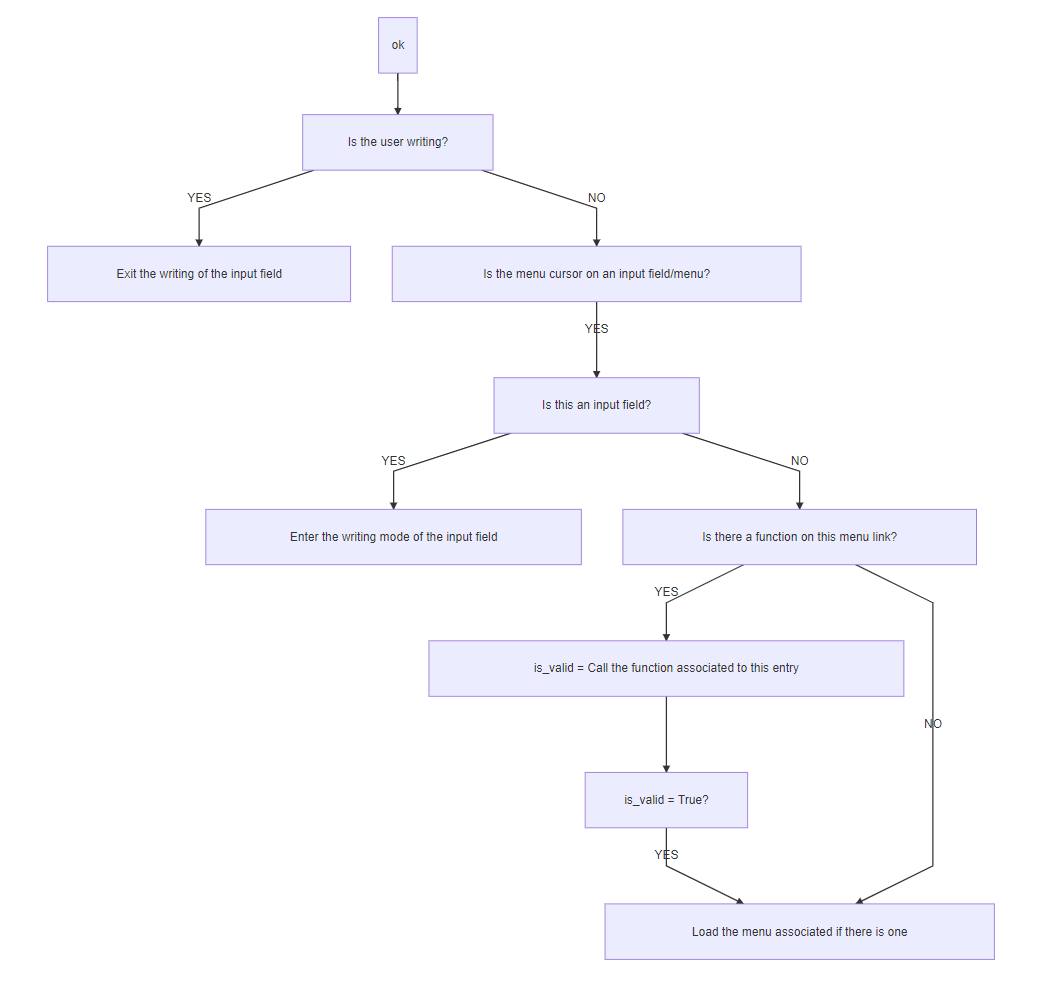 ok
Is the user writing?
YES
NO
Exit the writing of the input field
Is the menu cursor on an input field/menu?
YES
Is this an input field?
YES
NO
Enter the writing mode of the input field
Is there a function on this menu link?
YES
is_valid = Call the function associated to this entry
NO
is_valid = True?
YES
Load the menu associated if there is one